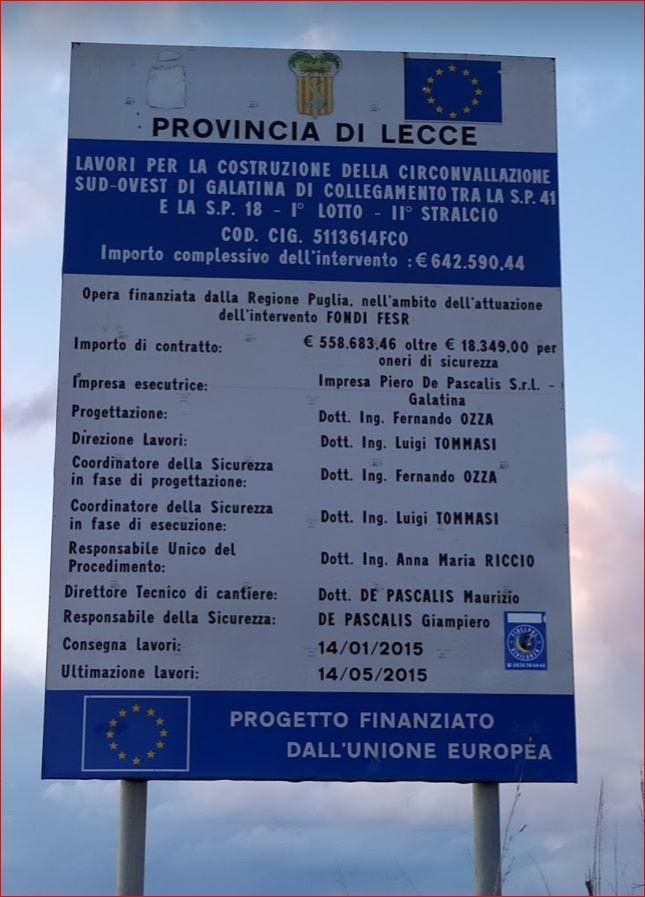 PROVINCIA DI LECCE
LAVORI PER LA COSTRUZIONE DELLA CIRCONVALLAZIONE
SUD-OVEST DI GALATINA DI COLLEGAMENTO TRA LA S.P. 41
E LA S.P. 18 - I° LOTTO - II° STRALCIO
COD. CIG. 5113614FC0
Importo complessivo dell'intervento : € 642.590,44
Opera finanziata dalla Regione Puglia, nell'ambito dell'attuazione
dell'intervento FONDI FESR
Importo di contratto: € 558.683,46 oltre € 18.349,00 per
oneri di sicurezza
Impresa esecutrice: Impresa Piero De Pascalis S.r.l. -
Galatina
Progettazione: Dott. Ing. Fernando OZZA
Direzione Lavori: Dott. Ing. Luigi TOMMASI
Coordinatore della Sicurezza
in fase di progettazione: Dott. Ing. Fernando OZZA
Coordinatore della Sicurezza
in fase di esecuzione: Dott. Ing. Luigi TOMMASI
Responsabile Unico del
Procedimento: Dott. Ing. Anna Maria RICCIO
Direttore Tecnico di cantiere: Dott. DE PASCALIS Maurizio
Responsabile della Sicurezza: DE PASCALIS Giampiero
Consegna lavori: 14/01/2015
Ultimazione lavori: 14/05/2015
PROGETTO FINANZIATO
DALL'UNIONE EUROPEA